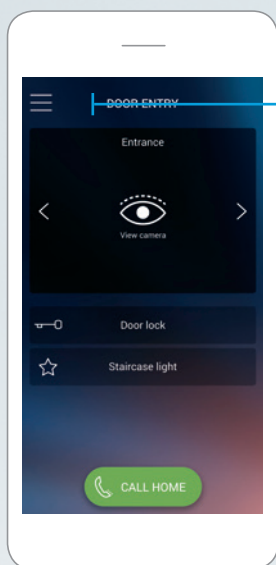 DOOR ENTRY
Entrance
View camera
Door lock
Staircase light
CALL HOME